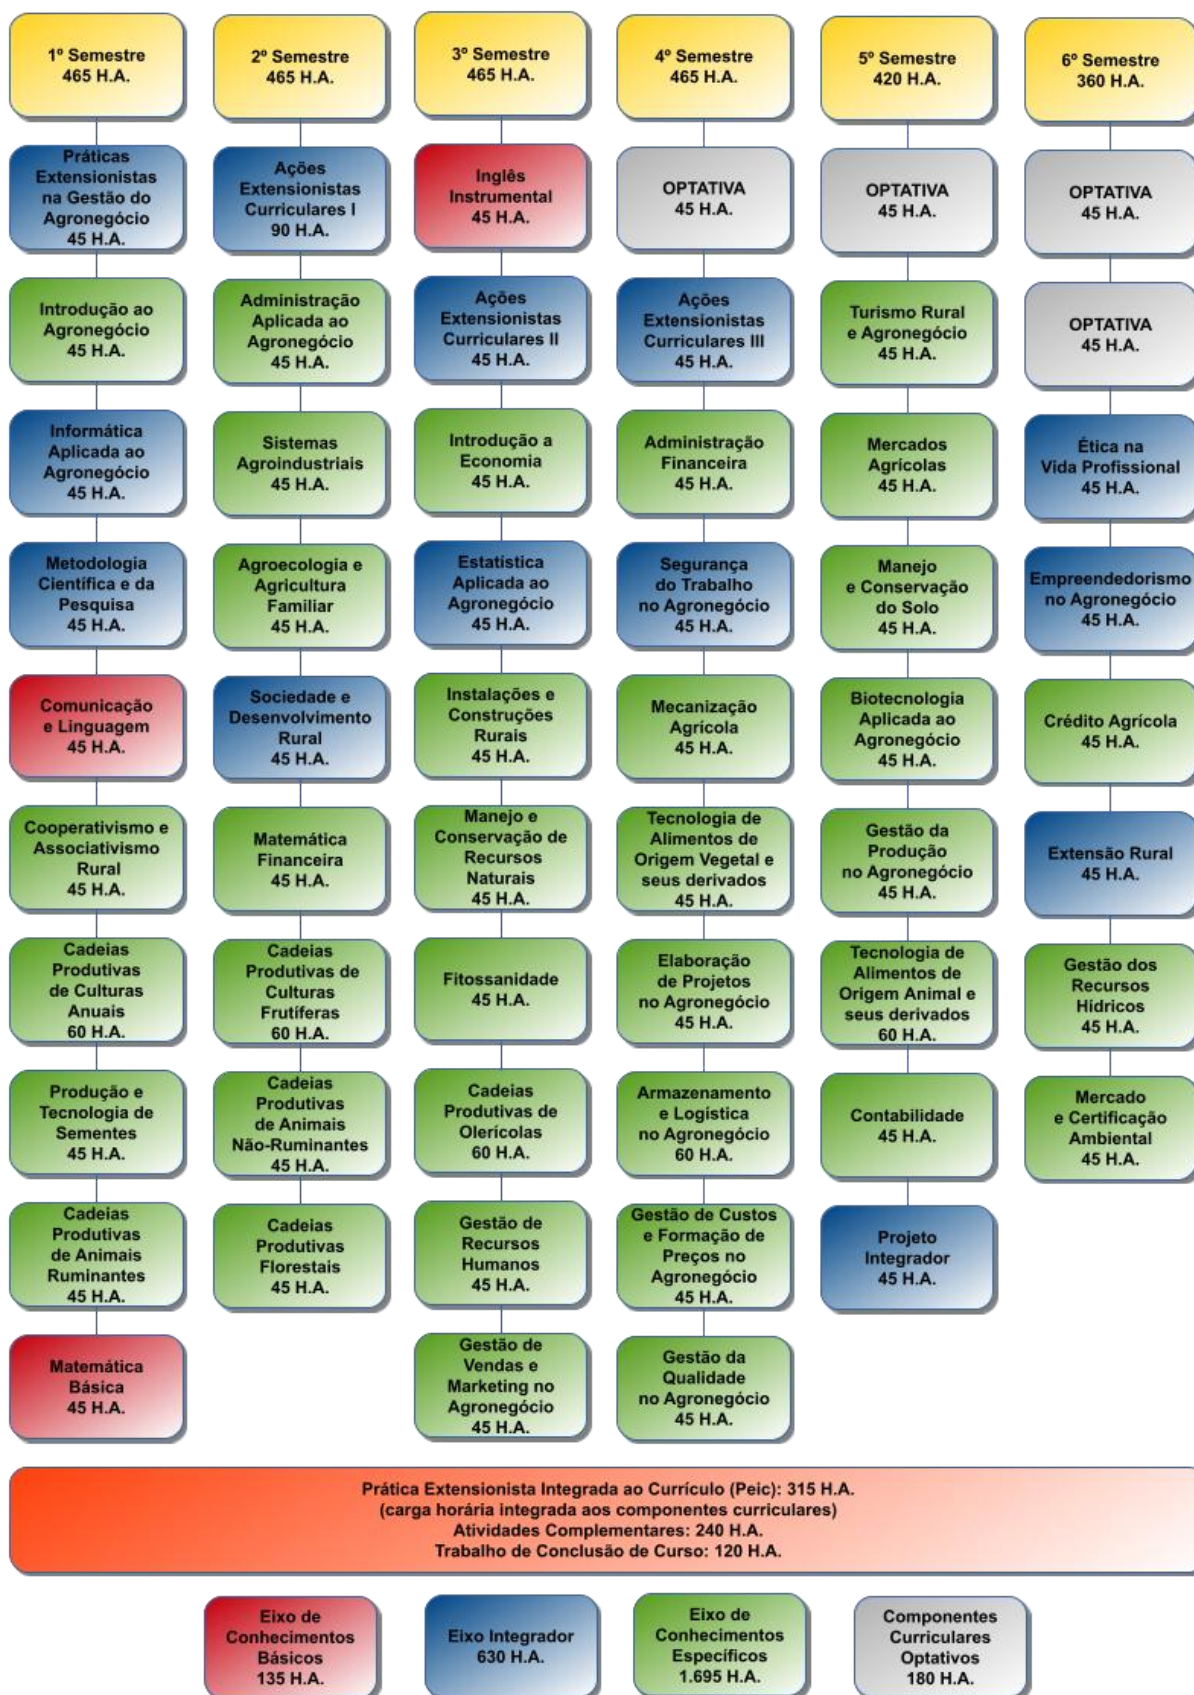 1º Semestre
465 H.A.
Práticas
Extensionistas
na Gestão do
Agronegócio
45 H.A.
Introdução ao
Agronegócio
45 H.A.
Informática
Aplicada ao
Agronegócio
45 H.A.
Metodologia
Científica e da
Pesquisa
45 H.A.
Comunicação
e Linguagem
45 H.A.
Cooperativismo e
Associativismo
Rural
45 H.A.
Cadeias
Produtivas
de Culturas
Anuais
60 H.A.
Produção e
Tecnologia de
Sementes
45 H.A.
Cadeias
Produtivas
de Animais
Ruminantes
45 H.A.
Matemática
Básica
45 H.A.
2º Semestre
465 H.A.
Ações
Extensionistas
Curriculares I
90 H.A.
Administração
Aplicada ao
Agronegócio
45 H.A.
Sistemas
Agroindustriais
45 H.A.
Agroecologia e
Agricultura
Familiar
45 H.A.
Sociedade e
Desenvolvimento
Rural
45 H.A.
Matemática
Financeira
45 H.A.
Cadeias
Produtivas de
Culturas
Frutíferas
60 H.A.
Cadeias
Produtivas
de Animais
Não-Ruminantes
45 H.A.
Cadeias
Produtivas
Florestais
45 H.A.
3º Semestre
465 H.A.
Inglês
Instrumental
45 H.A.
Ações
Extensionistas
Curriculares II
45 H.A.
Introdução a
Economia
45 H.A.
Estatística
Aplicada ao
Agronegócio
45 H.A.
Instalações e
Construções
Rurais
45 H.A.
Manejo e
Conservação de
Recursos
Naturais
45 H.A.
Fitossanidade
45 H.A.
Cadeias
Produtivas de
Olerícolas
60 H.A.
Gestão de
Recursos
Humanos
45 H.A.
Gestão de
Vendas e
Marketing no
Agronegócio
45 H.A.
4º Semestre
465 H.A.
OPTATIVA
45 H.A.
Ações
Extensionistas
Curriculares III
45 H.A.
Administração
Financeira
45 H.A.
Segurança
do Trabalho
no Agronegócio
45 H.A.
Mecanização
Agrícola
45 H.A.
Tecnologia de
Alimentos de
Origem Vegetal e
seus derivados
45 H.A.
Elaboração
de Projetos
no Agronegócio
45 H.A.
Armazenamento
e Logística
no Agronegócio
60 H.A.
Gestão de Custos
e Formação de
Preços no
Agronegócio
45 H.A.
Gestão da
Qualidade
no Agronegócio
45 H.A.
5º Semestre
420 H.A.
OPTATIVA
45 H.A.
Turismo Rural
e Agronegócio
45 H.A.
Mercados
Agrícolas
45 H.A.
Manejo
e Conservação
do Solo
45 H.A.
Biotecnologia
Aplicada ao
Agronegócio
45 H.A.
Gestão da
Produção
no Agronegócio
45 H.A.
Tecnologia de
Alimentos de
Origem Animal e
seus derivados
60 H.A.
Contabilidade
45 H.A.
Projeto
Integrador
45 H.A.
6º Semestre
360 H.A.
OPTATIVA
45 H.A.
OPTATIVA
45 H.A.
Ética na
Vida Profissional
45 H.A.
Empreendedorismo
no Agronegócio
45 H.A.
Crédito Agrícola
45 H.A.
Extensão Rural
45 H.A.
Gestão dos
Recursos
Hídricos
45 H.A.
Mercado
e Certificação
Ambiental
45 H.A.
Prática Extensionista Integrada ao Currículo (Peic): 315 H.A.
(carga horária integrada aos componentes curriculares)
Atividades Complementares: 240 H.A.
Trabalho de Conclusão de Curso: 120 H.A.
Eixo de
Conhecimentos
Básicos
135 H.A.
Eixo Integrador
630 H.A.
Eixo de
Conhecimentos
Específicos
1.695 H.A.
Componentes
Curriculares
Optativos
180 H.A.